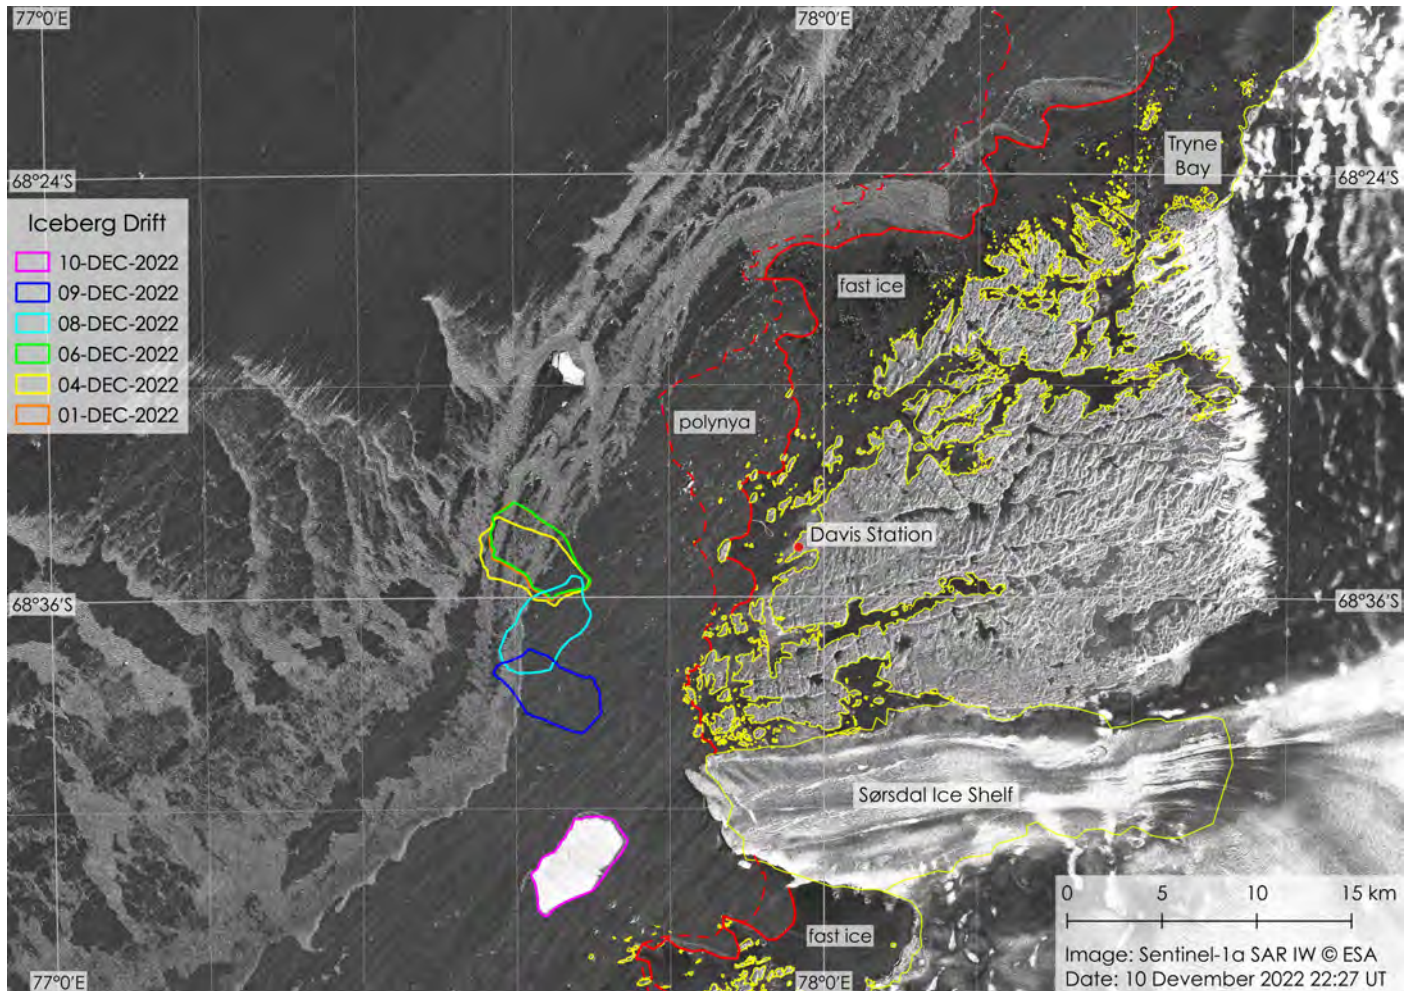 77°0′E
78°0′E
Tryne
Bay
68°24′S
68°24′S
Iceberg Drift
10-DEC-2022
09-DEC-2022
08-DEC-2022
06-DEC-2022
04-DEC-2022
01-DEC-2022
fast ice
polynya
Davis Station
68°36′S
68°36′S
Sørsdal Ice Shelf
fast ice
0 5 10 15 km
Image: Sentinel-1a SAR IW © ESA
Date: 10 Devember 2022 22:27 UT
77°0′E
78°0′E